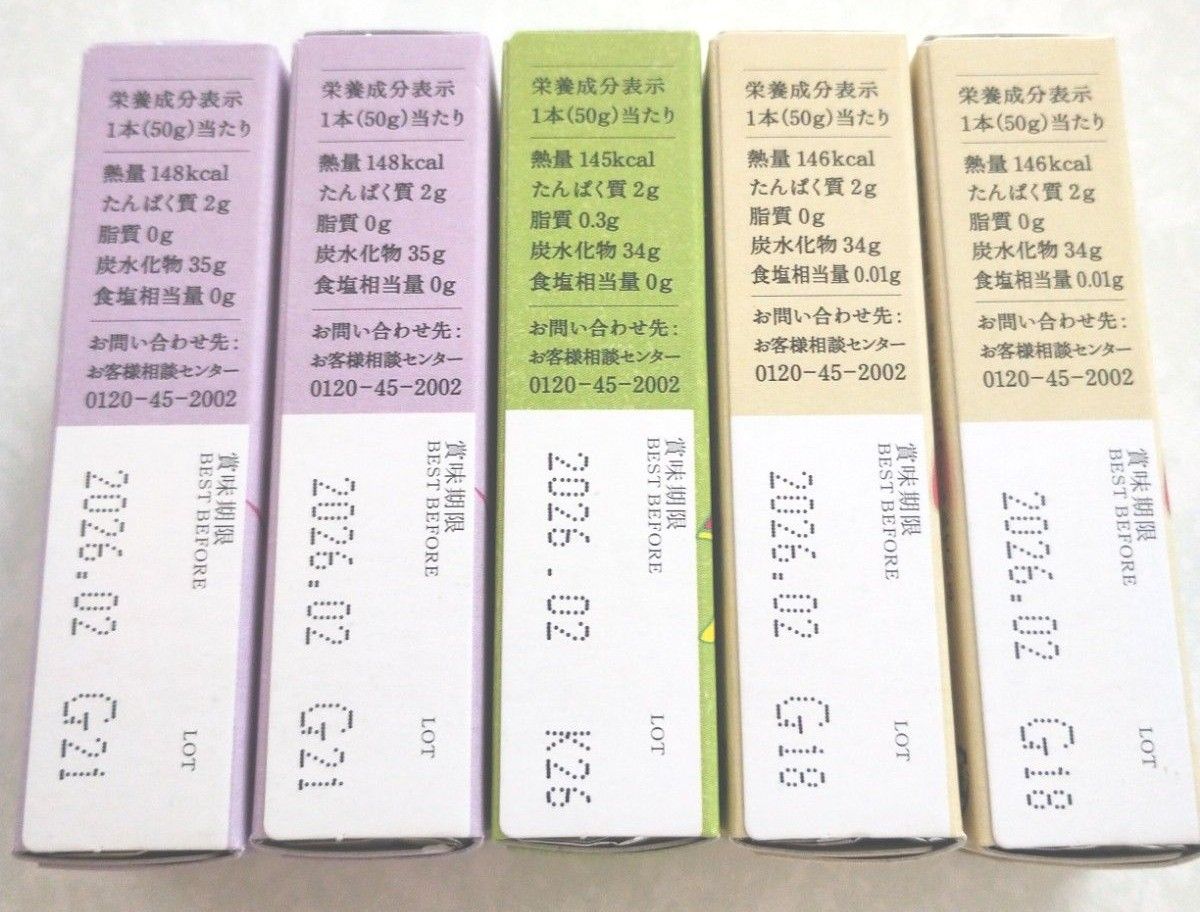 栄養成分表示
1本(50g)当たり
熱量 148kcal
たんぱく質 2g
脂質 0g
炭水化物 35g
食塩相当量 0g
お問い合わせ先:
お客様相談センター
0120-45-2002
賞味期限
BEST BEFORE
2026.02
LOT
G21
栄養成分表示
1本(50g)当たり
熱量 148kcal
たんぱく質 2g
脂質 0g
炭水化物 35g
食塩相当量 0g
お問い合わせ先:
お客様相談センター
0120-45-2002
賞味期限
BEST BEFORE
2026.02
LOT
G21
栄養成分表示
1本(50g)当たり
熱量 145kcal
たんぱく質 2g
脂質 0.3g
炭水化物 34g
食塩相当量 0g
お問い合わせ先:
お客様相談センター
0120-45-2002
賞味期限
BEST BEFORE
2026.02
LOT
K26
栄養成分表示
1本(50g)当たり
熱量 146kcal
たんぱく質 2g
脂質 0g
炭水化物 34g
食塩相当量 0.01g
お問い合わせ先:
お客様相談センター
0120-45-2002
賞味期限
BEST BEFORE
2026.02
LOT
G18
栄養成分表示
1本(50g)当たり
熱量 146kcal
たんぱく質 2g
脂質 0g
炭水化物 34g
食塩相当量 0.01g
お問い合わせ先:
お客様相談センター
0120-45-2002
賞味期限
BEST BEFORE
2026.02
LOT
G18